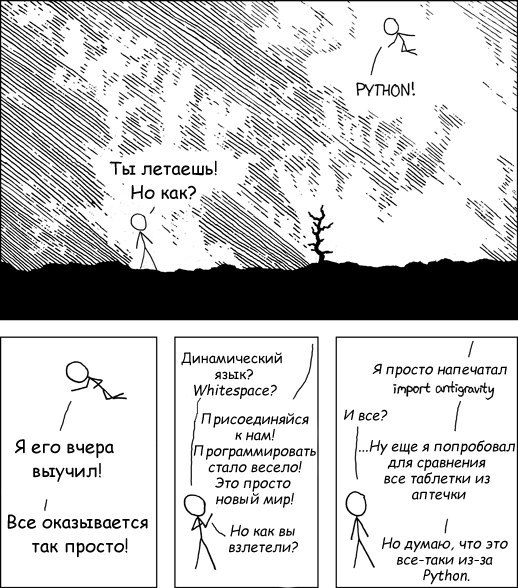 PYTHON!
Ты летаешь!
Но как?
Я его вчера
выучил!
Все оказывается
так просто!
Динамический
язык?
Whitespace?
Присоединяйся
к нам!
Программировать
стало весело!
Это просто
новый мир!
Но как вы
взлетели?
Я просто напечатал
import antigravity
И все?
...Ну еще я попробовал
для сравнения
все таблетки из
аптечки
Но думаю, что это
все-таки из-за
Python.